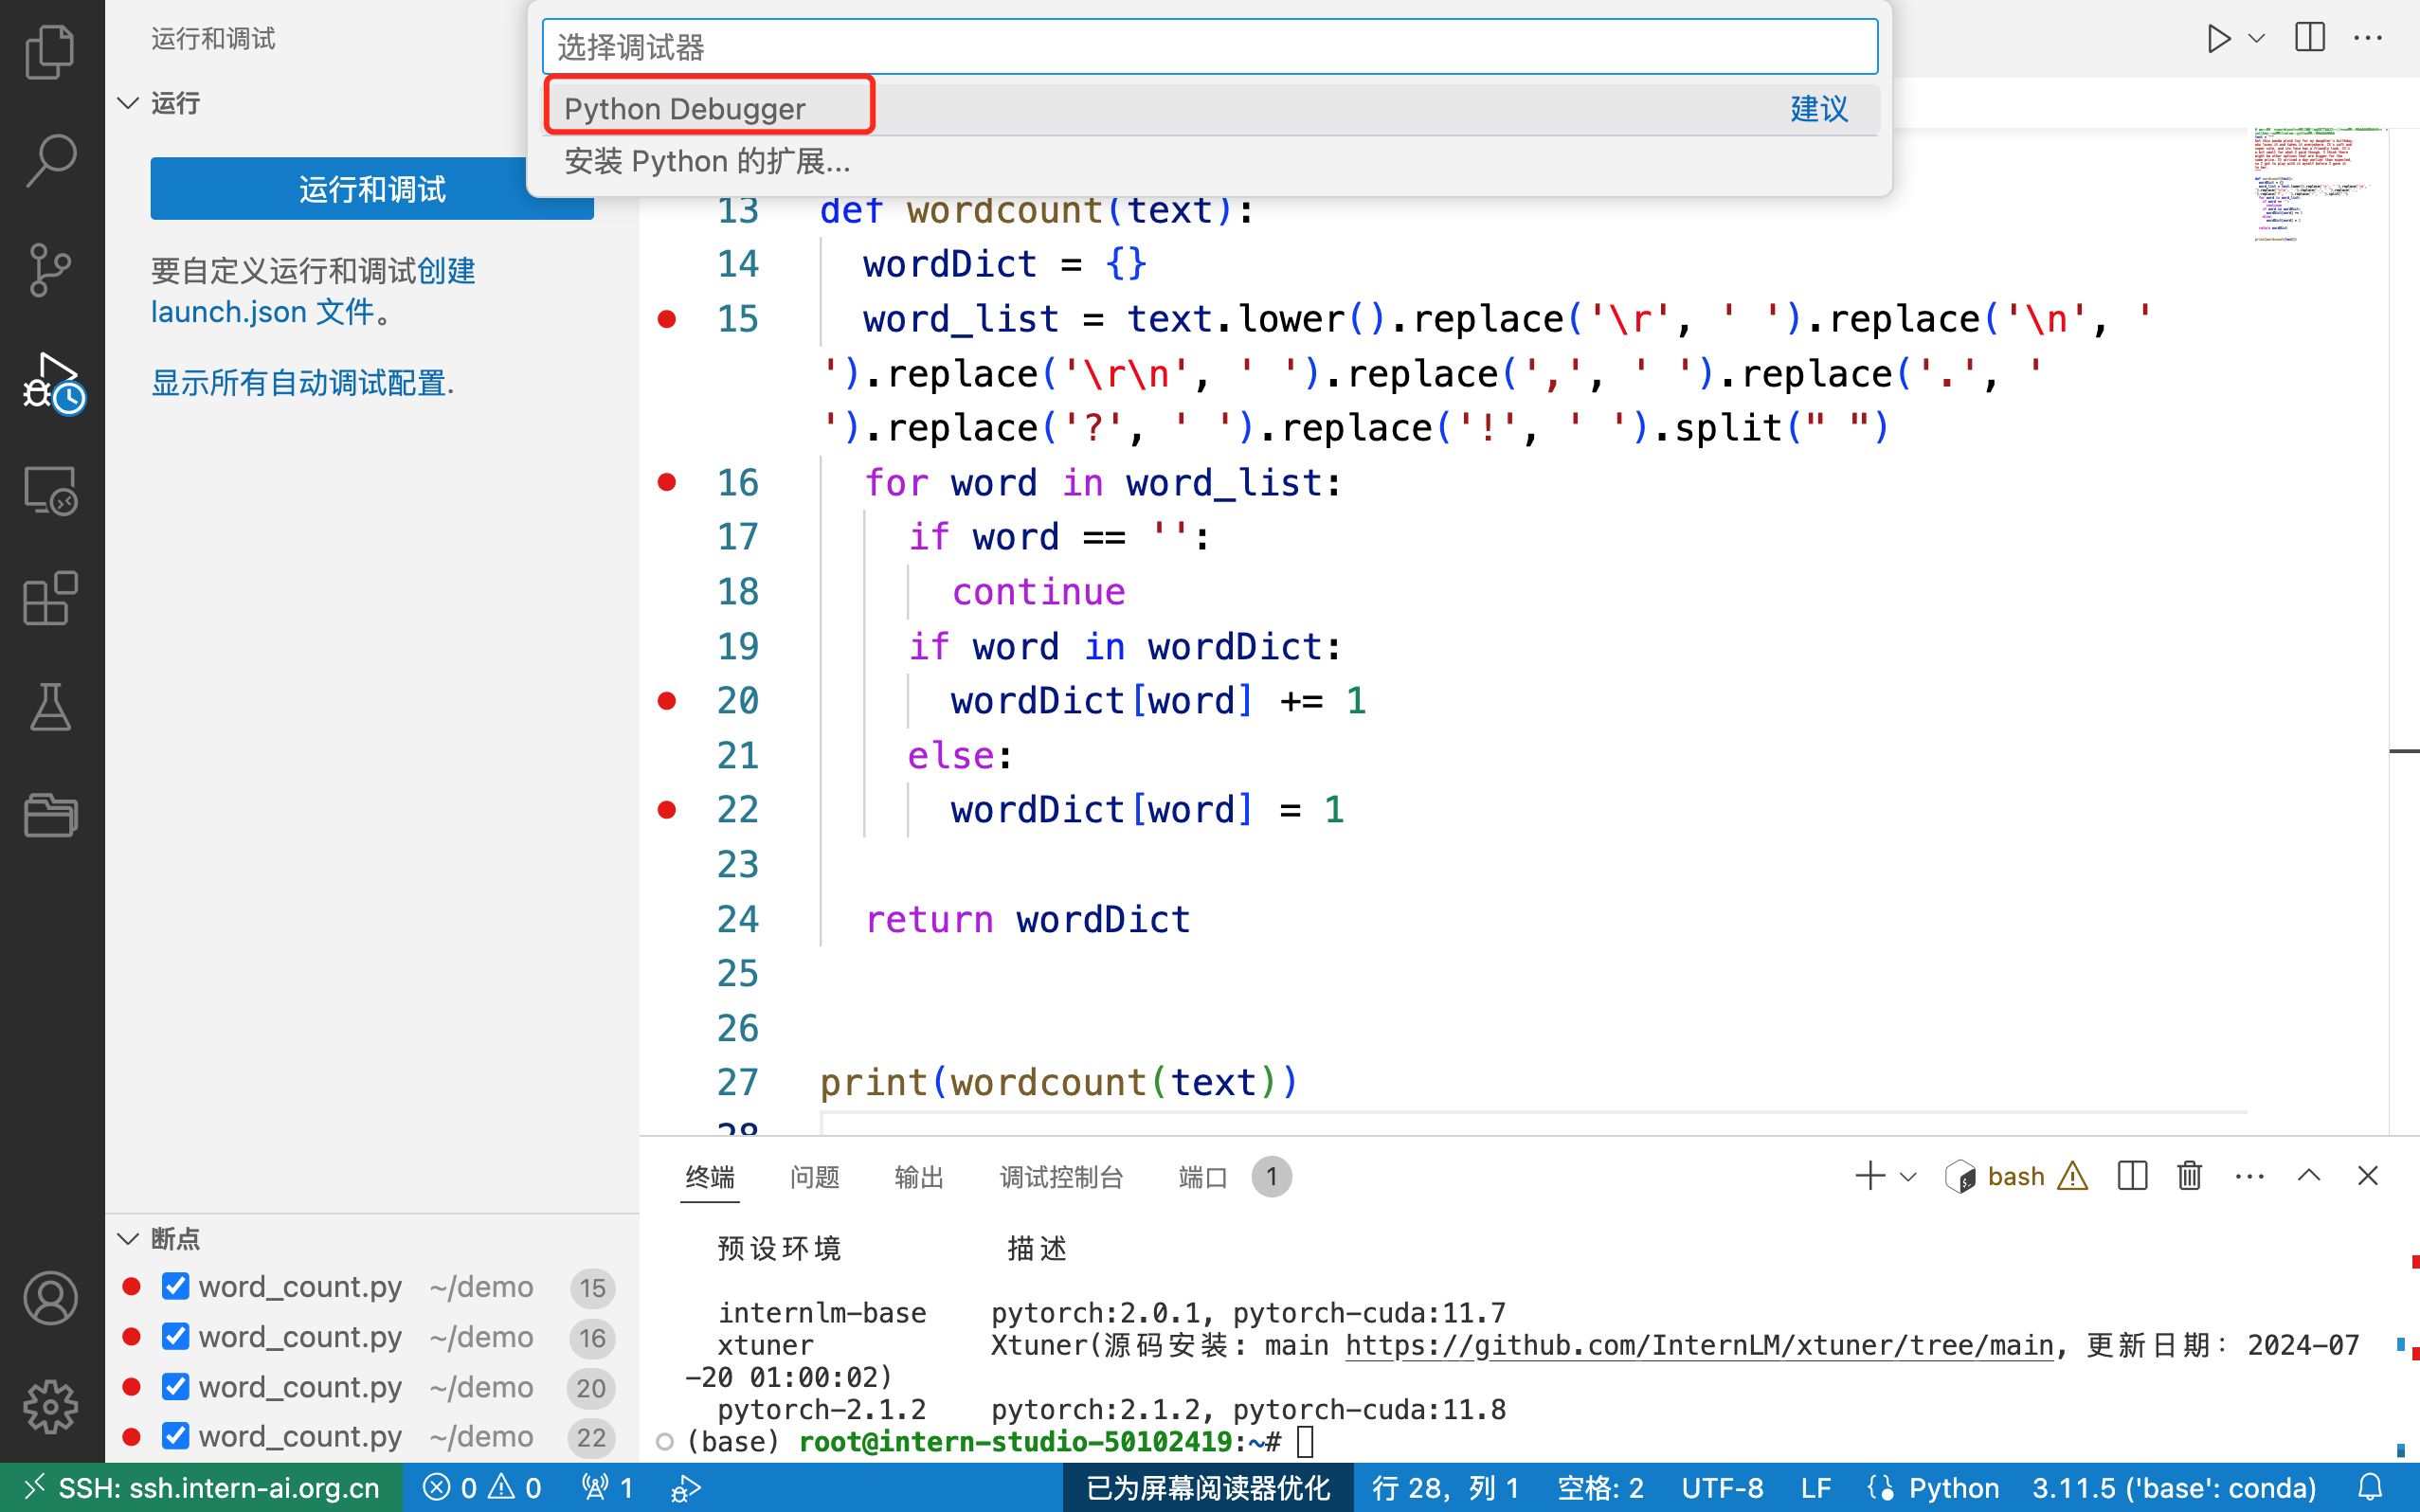 运行和调试
运行
运行和调试
要自定义运行和调试创建
launch.json 文件。
显示所有自动调试配置.
选择调试器
Python Debugger
建议
安装 Python 的扩展...
13 def wordcount(text):
14 wordDict = {}
15 word_list = text.lower().replace('\r', ' ').replace('\n', '
').replace('\r\n', ' ').replace(',', ' ').replace('.', '
').replace('?', ' ').replace('!', ' ').split(" ")
16 for word in word_list:
17 if word == '':
18 continue
19 if word in wordDict:
20 wordDict[word] += 1
21 else:
22 wordDict[word] = 1
23
24 return wordDict
25
26
27 print(wordcount(text))
28
断点
word_count.py ~/demo 15
word_count.py ~/demo 16
word_count.py ~/demo 20
word_count.py ~/demo 22
终端 问题 输出 调试控制台 端口 1
bash
预设环境 描述
internlm-base pytorch:2.0.1, pytorch-cuda:11.7
xtuner Xtuner(源码安装: main https://github.com/InternLM/xtuner/tree/main, 更新日期: 2024-07
-20 01:00:02)
pytorch-2.1.2 pytorch:2.1.2, pytorch-cuda:11.8
(base) root@intern-studio-50102419:~#
SSH: ssh.intern-ai.org.cn 0 0 1 已为屏幕阅读器优化 行 28，列 1 空格: 2 UTF-8 LF Python 3.11.5 ('base': conda)